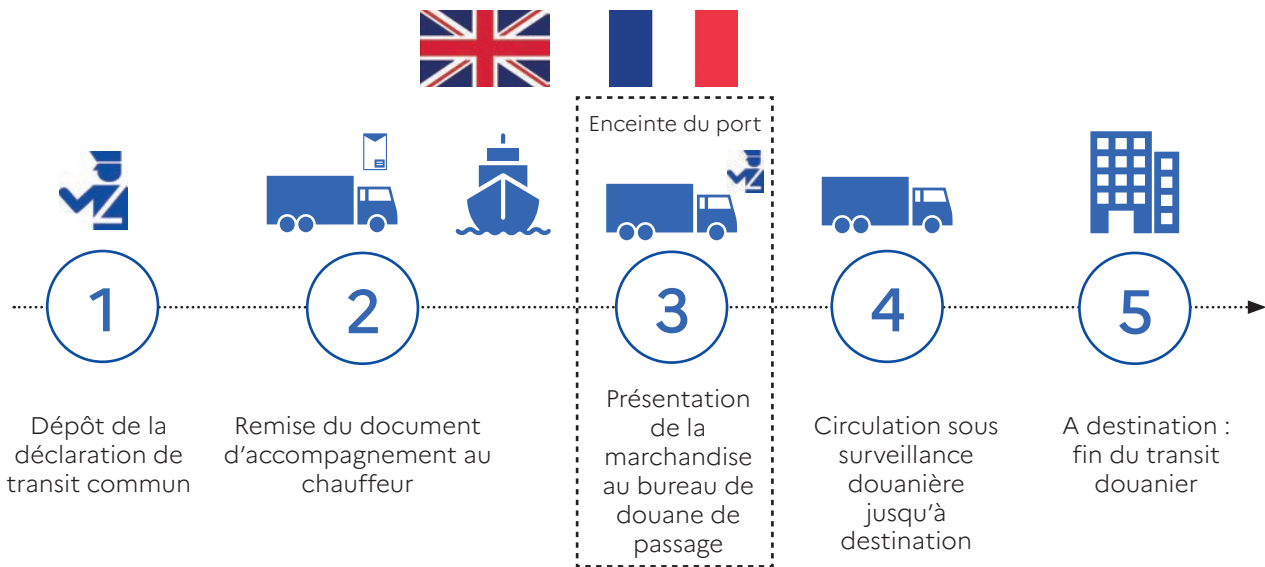 Enceinte du port
1
2
3
4
5
Dépôt de la
déclaration de
transit commun
Remise du document
d'accompagnement au
chauffeur
Présentation
de la
marchandise
au bureau de
douane de
passage
Circulation sous
surveillance
douanière
jusqu'à
destination
A destination :
fin du transit
douanier